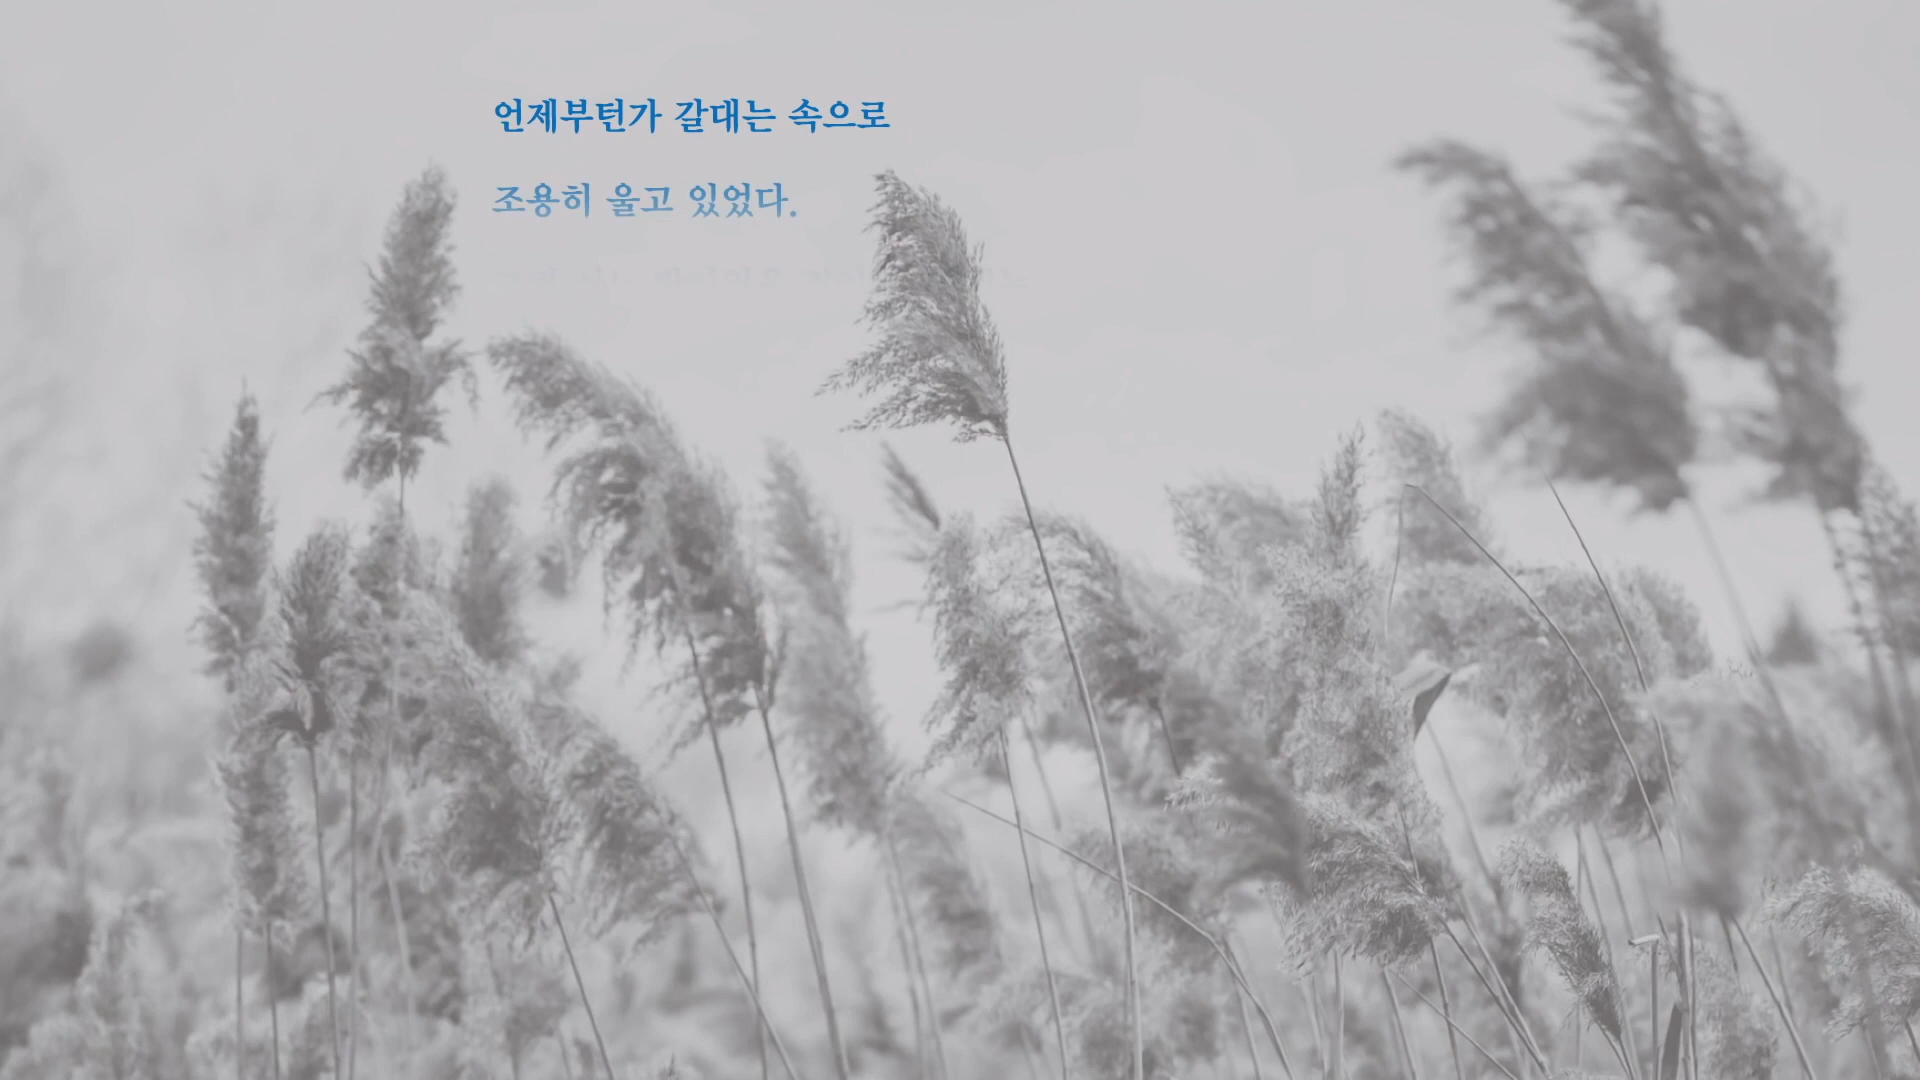 언제부턴가 갈대는 속으로
조용히 울고 있었다.